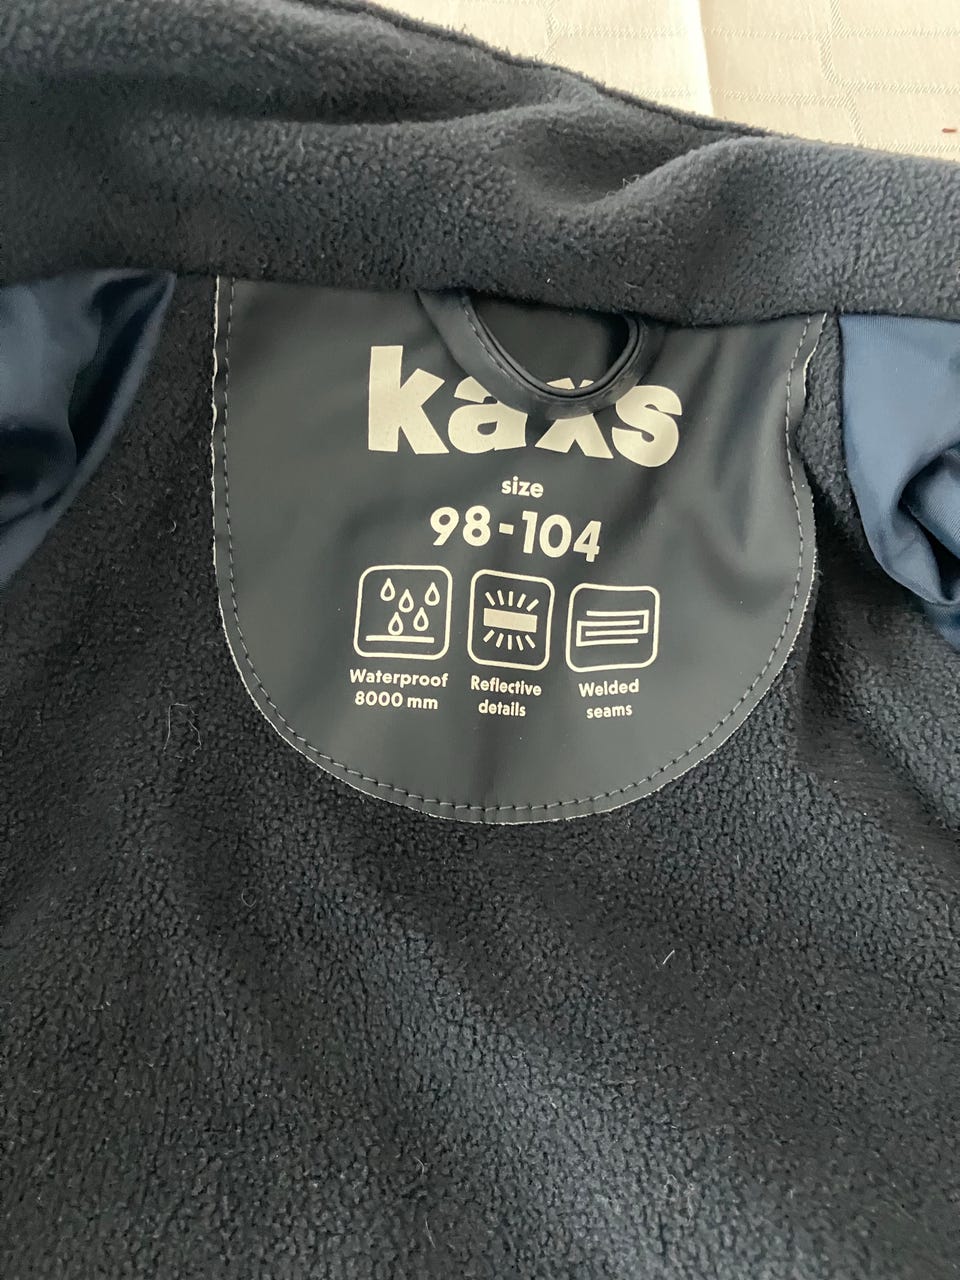 kaxs
size
98-104
Waterproof
8000 mm
Reflective
details
Welded
seams